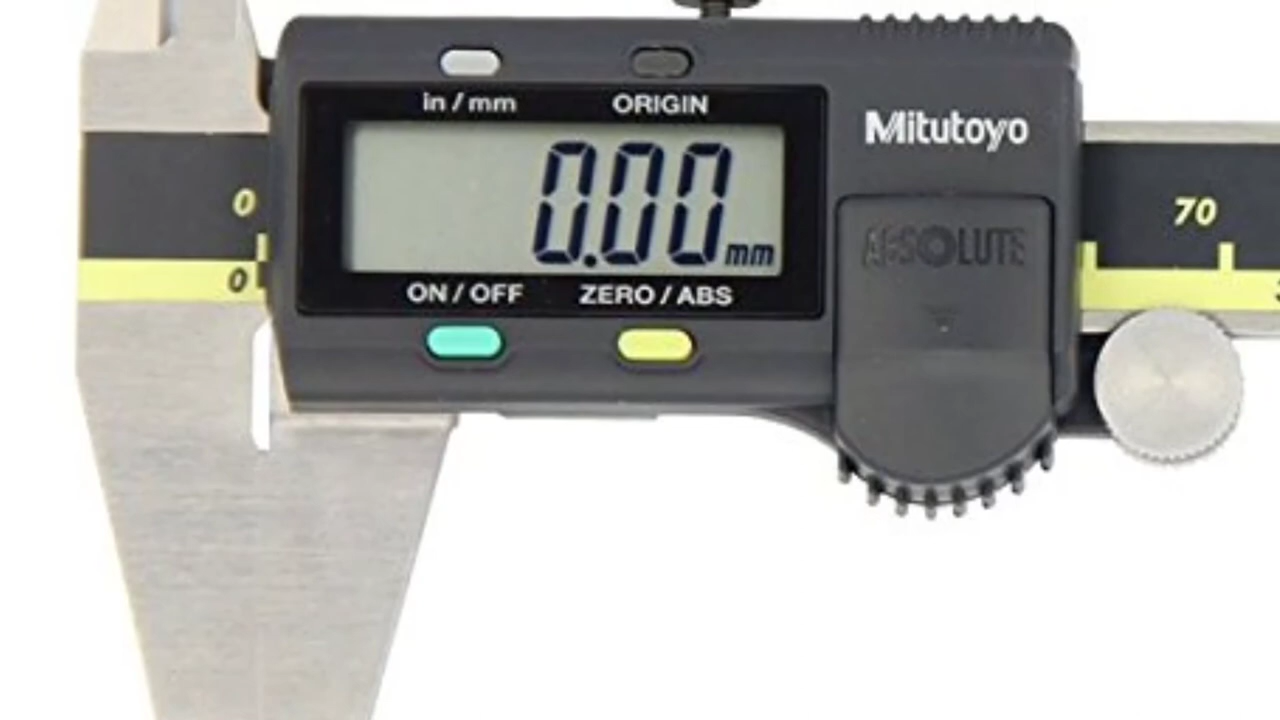 in / mm
ORIGIN
Mitutoyo
0.00 mm
0
70
ABSOLUTE
0
ON / OFF
ZERO / ABS